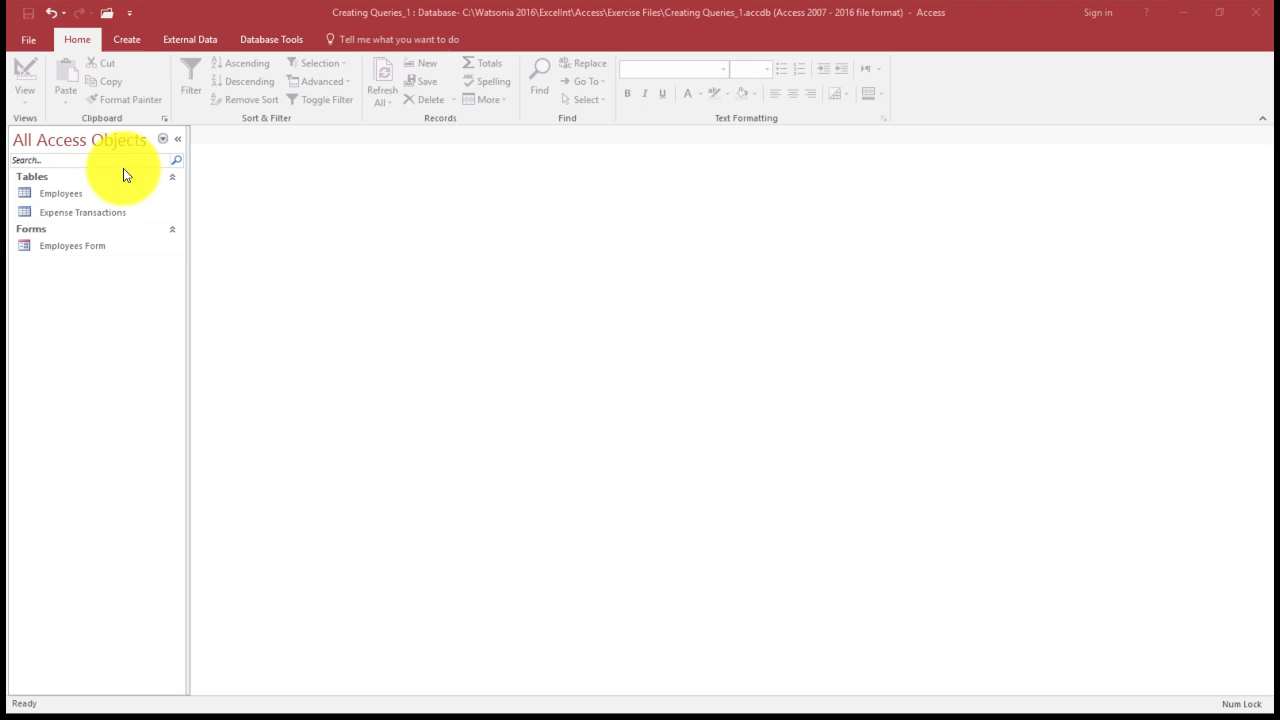 Creating Queries_1 : Database- C:\Watsonia 2016\ExcelInt\Access\Exercise Files\Creating Queries_1.accdb (Access 2007 - 2016 file format) - Access
Sign in ?
File Home Create External Data Database Tools Tell me what you want to do
View
Views
Paste
Cut
Copy
Format Painter
Clipboard
Filter
Ascending
Descending
Remove Sort
Selection
Advanced
Toggle Filter
Sort & Filter
Refresh
All
New
Save
Delete
Totals
Spelling
More
Records
Find
Replace
Go To
Select
Find
B I U A
Text Formatting
All Access Objects
Search...
Tables
Employees
Expense Transactions
Forms
Employees Form
Ready
Num Lock